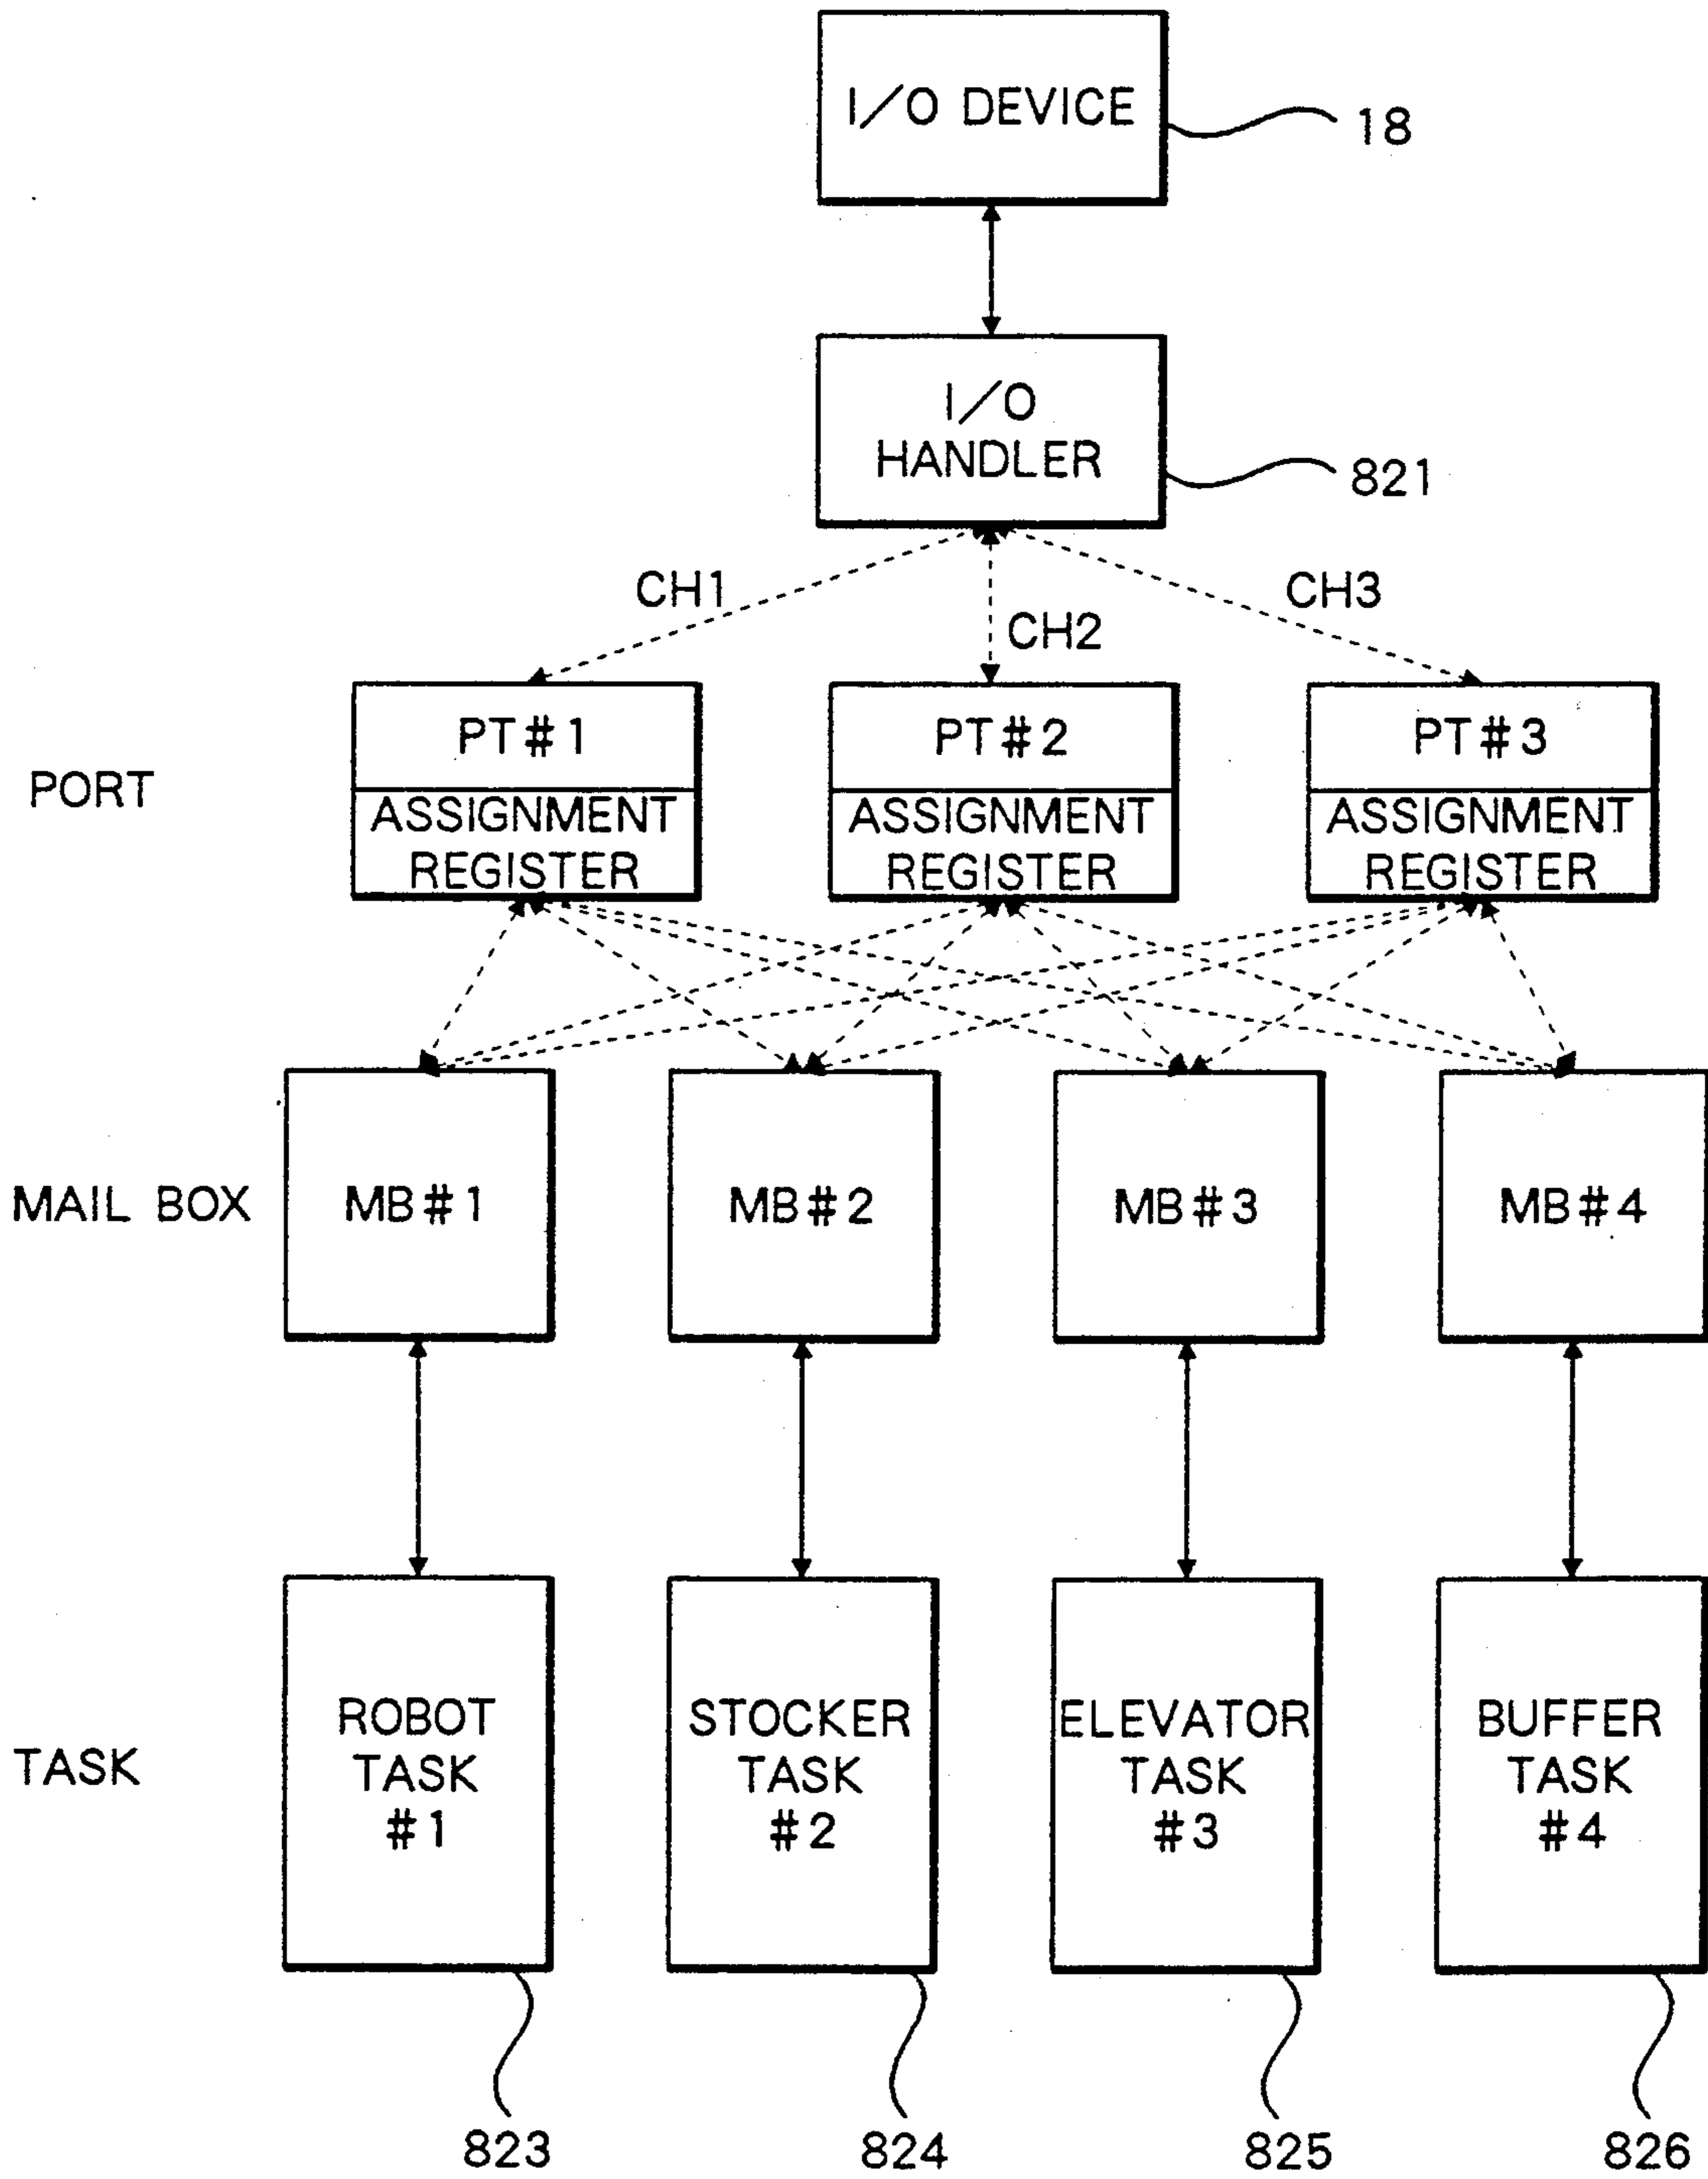 I/O DEVICE
18
I/O
HANDLER
821
CH1
CH2
CH3
PORT
PT#1
ASSIGNMENT
REGISTER
PT#2
ASSIGNMENT
REGISTER
PT#3
ASSIGNMENT
REGISTER
MAIL BOX
MB#1
MB#2
MB#3
MB#4
TASK
ROBOT
TASK
#1
STOCKER
TASK
#2
ELEVATOR
TASK
#3
BUFFER
TASK
#4
823
824
825
826